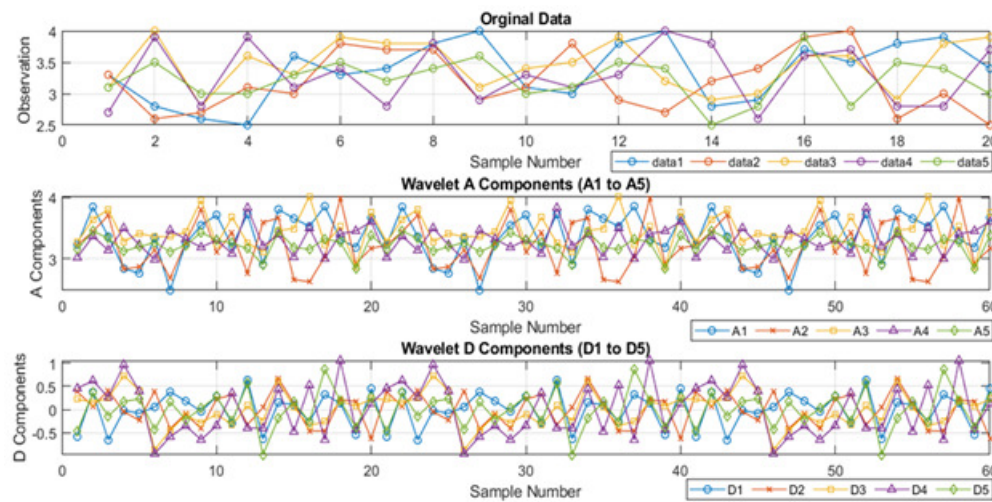 Orginal Data
4
3.5
3
2.5
Observation
0 2 4 6 8 10 12 14 16 18 20
Sample Number
data1 data2 data3 data4 data5
Wavelet A Components (A1 to A5)
4
3
A Components
0 10 20 30 40 50 60
Sample Number
A1 A2 A3 A4 A5
Wavelet D Components (D1 to D5)
1
0.5
0
-0.5
D Components
0 10 20 30 40 50 60
Sample Number
D1 D2 D3 D4 D5